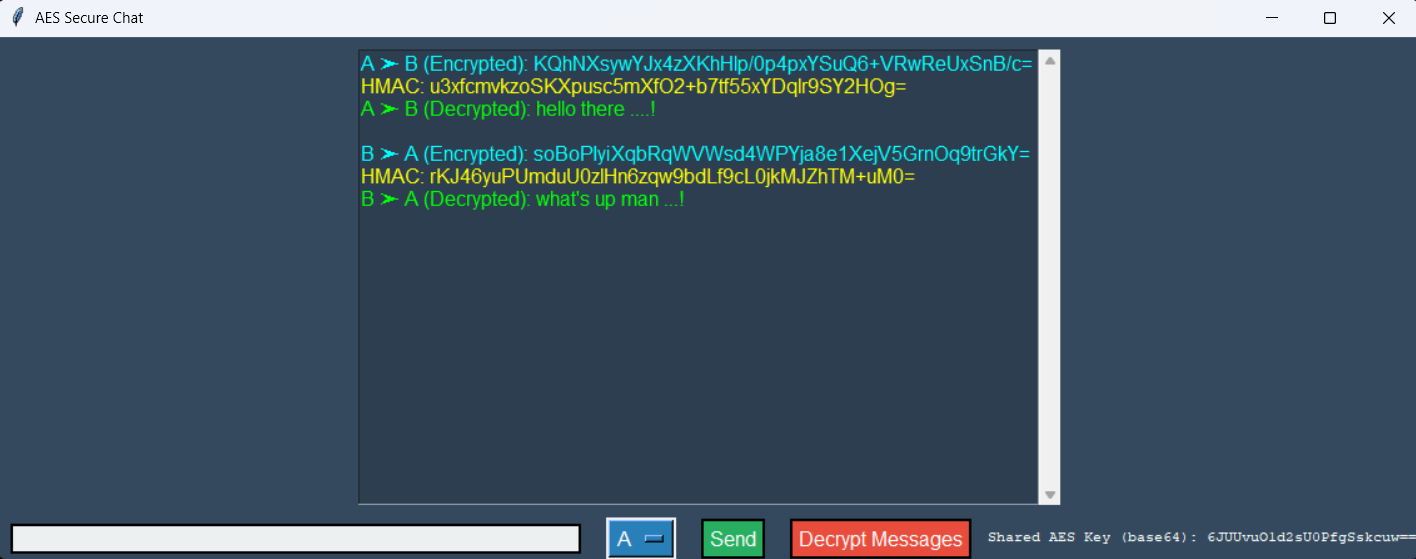 AES Secure Chat
A ➤ B (Encrypted): KQhNXsywYJx4zXKhHlp/0p4pxYSuQ6+VRwReUxSnB/c=
HMAC: u3xfcmvkzoSKXpusc5mXfO2+b7tf55xYDqlr9SY2HOg=
A ➤ B (Decrypted): hello there ....!
B ➤ A (Encrypted): soBoPlyiXqbRqWVWsd4WPYja8e1XejV5GrnOq9trGkY=
HMAC: rKJ46yuPUmduU0zlHn6zqw9bdLf9cL0jkMJZhTM+uM0=
B ➤ A (Decrypted): what's up man ...!
A
Send
Decrypt Messages
Shared AES Key (base64): 6JUUvuOld2sU0PfgSskcuw==